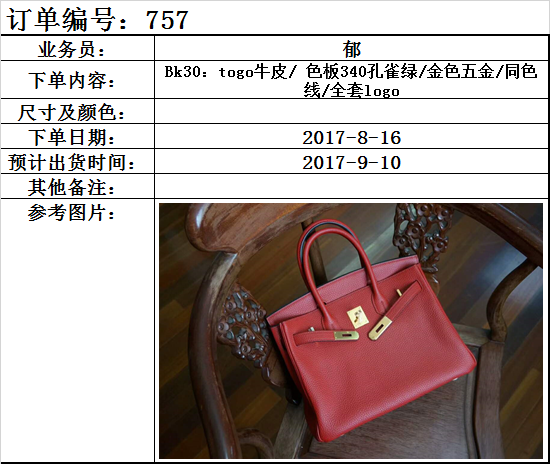 订单编号：757
业务员：
郁
下单内容：
Bk30：togo牛皮/ 色板340孔雀绿/金色五金/同色
线/全套logo
尺寸及颜色：
下单日期：
2017-8-16
预计出货时间：
2017-9-10
其他备注：
参考图片：